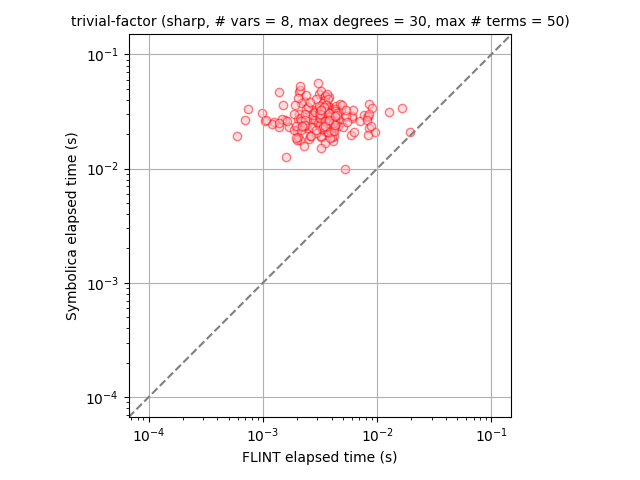 trivial-factor (sharp, # vars = 8, max degrees = 30, max # terms = 50)
10⁻¹
10⁻²
10⁻³
10⁻⁴
Symbolica elapsed time (s)
10⁻⁴ 10⁻³ 10⁻² 10⁻¹
FLINT elapsed time (s)